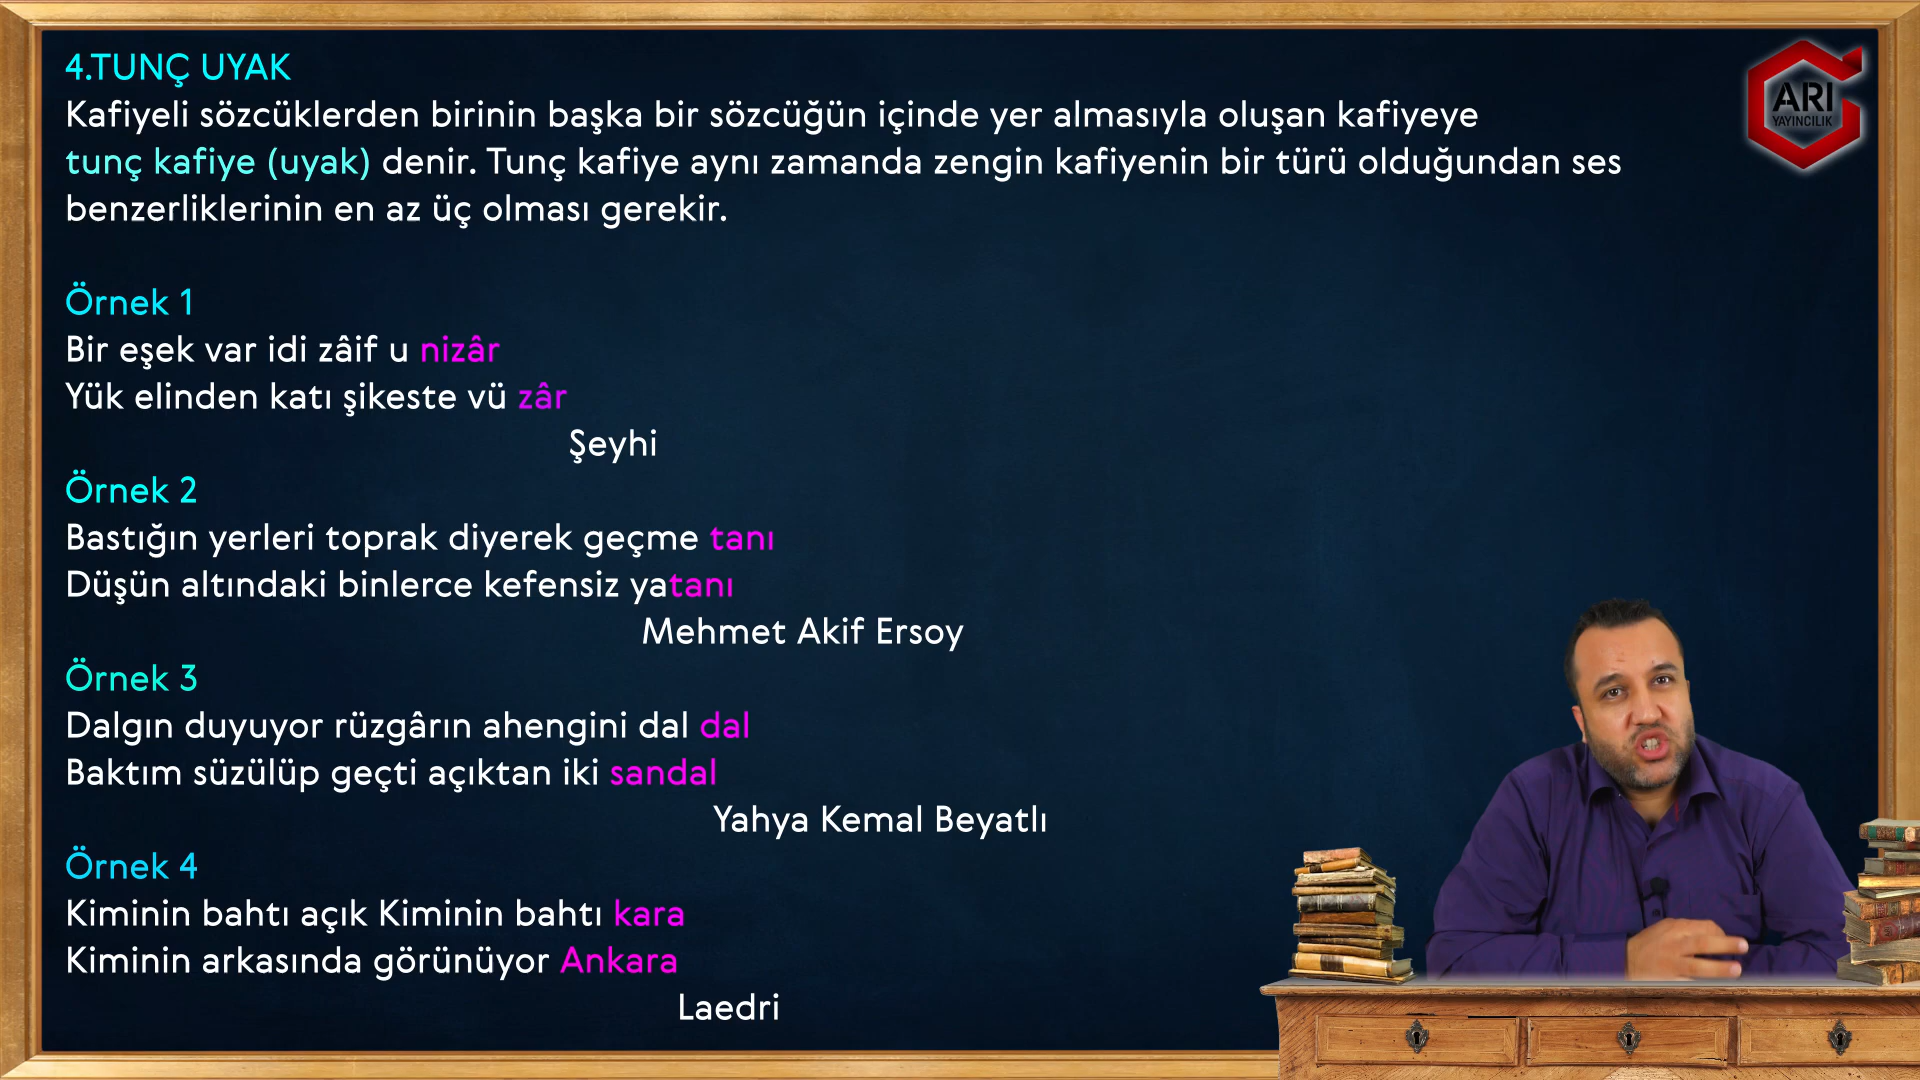 4.TUNÇ UYAK
Kafiyeli sözcüklerden birinin başka bir sözcüğün içinde yer almasıyla oluşan kafiyeye
tunç kafiye (uyak) denir. Tunç kafiye aynı zamanda zengin kafiyenin bir türü olduğundan ses
benzerliklerinin en az üç olması gerekir.
Örnek 1
Bir eşek var idi zâif u nizâr
Yük elinden katı şikeste vü zâr
Şeyhi
Örnek 2
Bastığın yerleri toprak diyerek geçme tanı
Düşün altındaki binlerce kefensiz yatanı
Mehmet Akif Ersoy
Örnek 3
Dalgın duyuyor rüzgârın ahengini dal dal
Baktım süzülüp geçti açıktan iki sandal
Yahya Kemal Beyatlı
Örnek 4
Kiminin bahtı açık Kiminin bahtı kara
Kiminin arkasında görünüyor Ankara
Laedri
ARI
YAYINCILIK